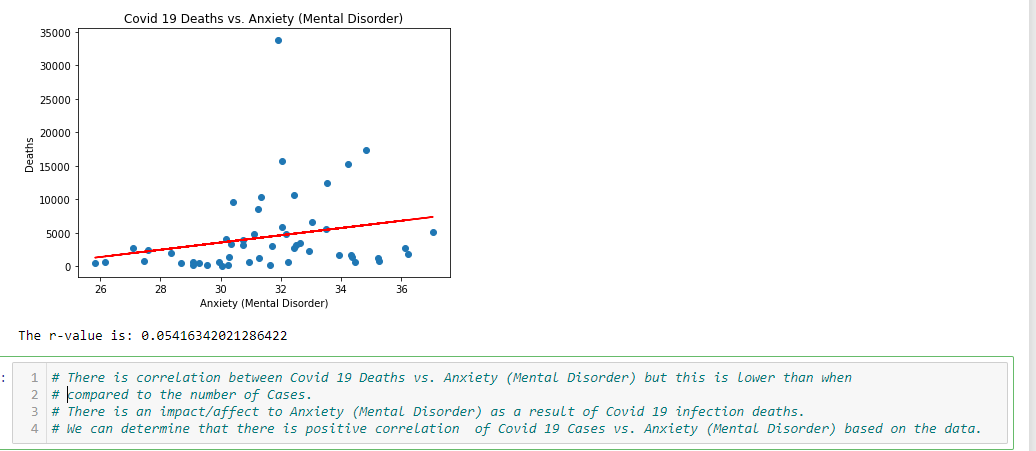 Covid 19 Deaths vs. Anxiety (Mental Disorder)
35000
30000
25000
20000
15000
10000
5000
0
Deaths
26 28 30 32 34 36
Anxiety (Mental Disorder)
The r-value is: 0.05416342021286422
: 1 # There is correlation between Covid 19 Deaths vs. Anxiety (Mental Disorder) but this is lower than when
2 # compared to the number of Cases.
3 # There is an impact/affect to Anxiety (Mental Disorder) as a result of Covid 19 infection deaths.
4 # We can determine that there is positive correlation  of Covid 19 Cases vs. Anxiety (Mental Disorder) based on the data.